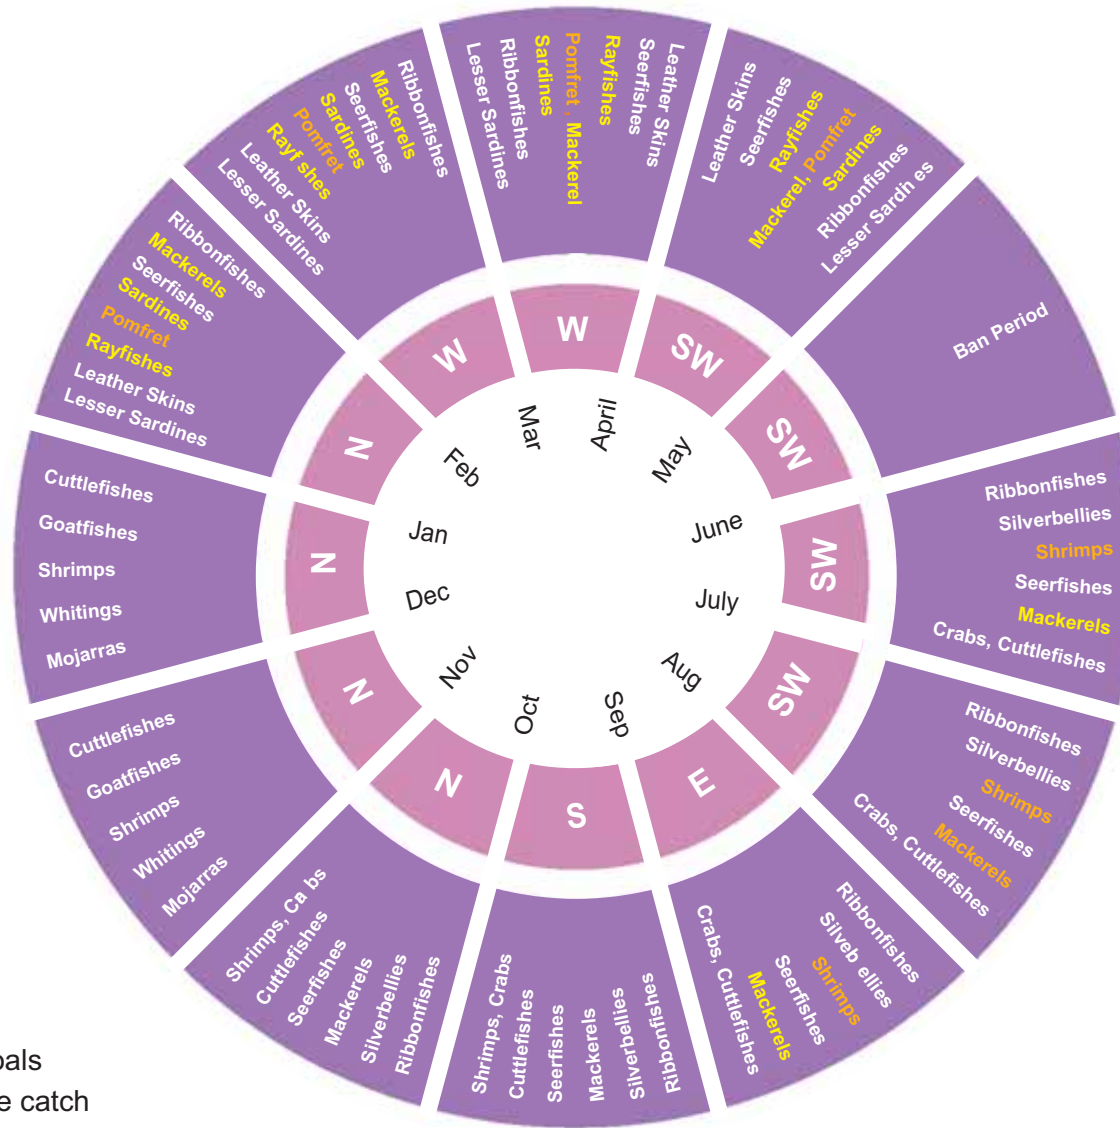 Lesser Sardines
Ribbonfishes
Sardines
Pomfret , Mackerel
Rayfishes
Seerfishes
Leather Skins
Leather Skins
Seerfishes
Rayfishes
Mackerel, Pomfret
Sardines
Ribbonfishes
Lesser Sardh es
Ban Period
Ribbonfishes
Silverbellies
Shrimps
Seerfishes
Mackerels
Crabs, Cuttlefishes
Ribbonfishes
Silverbellies
Shrimps
Seerfishes
Mackerels
Crabs, Cuttlefishes
Ribbonfishes
Silveb ellies
Shrimps
Seerfishes
Mackerels
Crabs, Cuttlefishes
Shrimps, Crabs
Cuttlefishes
Seerfishes
Mackerels
Silverbellies
Ribbonfishes
Shrimps, Ca bs
Cuttlefishes
Seerfishes
Mackerels
Silverbellies
Ribbonfishes
Cuttlefishes
Goatfishes
Shrimps
Whitings
Mojarras
Cuttlefishes
Goatfishes
Shrimps
Whitings
Mojarras
Ribbonfishes
Mackerels
Seerfishes
Sardines
Pomfret
Rayfishes
Leather Skins
Lesser Sardines
Ribbonfishes
Mackerels
Seerfishes
Sardines
Pomfret
Rayf shes
Leather Skins
Lesser Sardines
W
SW
SW
SW
SW
E
S
N
N
N
N
W
Mar
April
May
June
July
Aug
Sep
Oct
Nov
Dec
Jan
Feb
catch